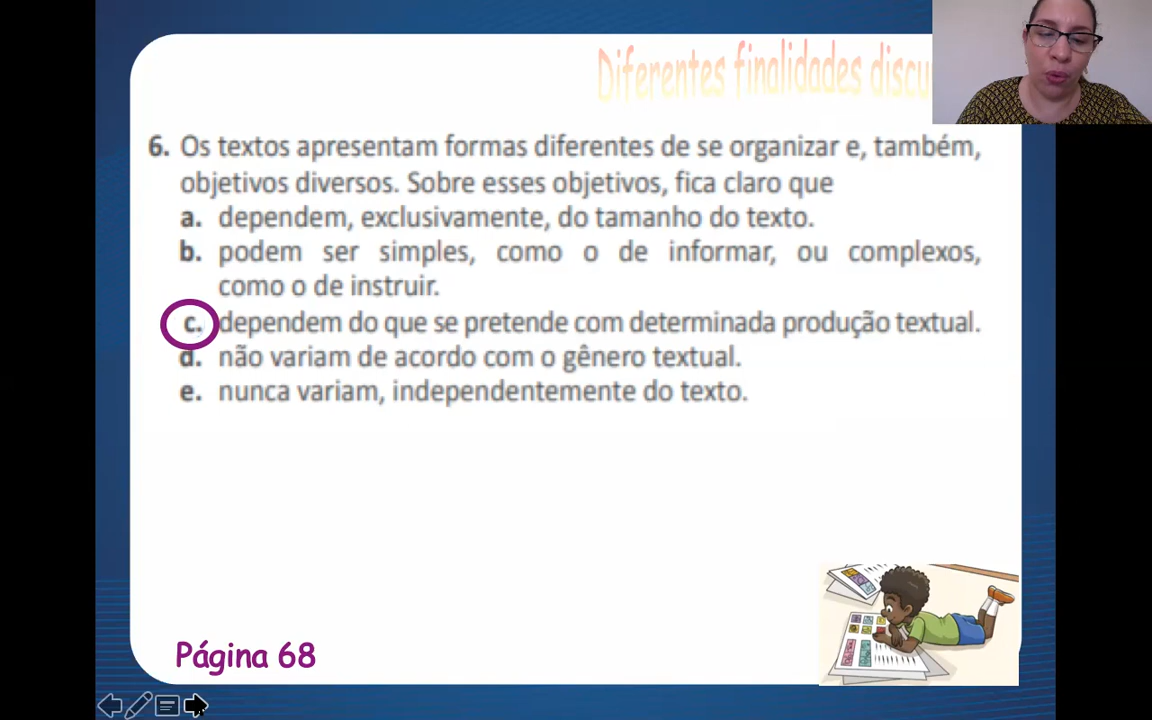 Diferentes finalidades discu
6. Os textos apresentam formas diferentes de se organizar e, também,
objetivos diversos. Sobre esses objetivos, fica claro que
a. dependem, exclusivamente, do tamanho do texto.
b. podem ser simples, como o de informar, ou complexos,
como o de instruir.
c. dependem do que se pretende com determinada produção textual.
d. não variam de acordo com o gênero textual.
e. nunca variam, independentemente do texto.
Página 68